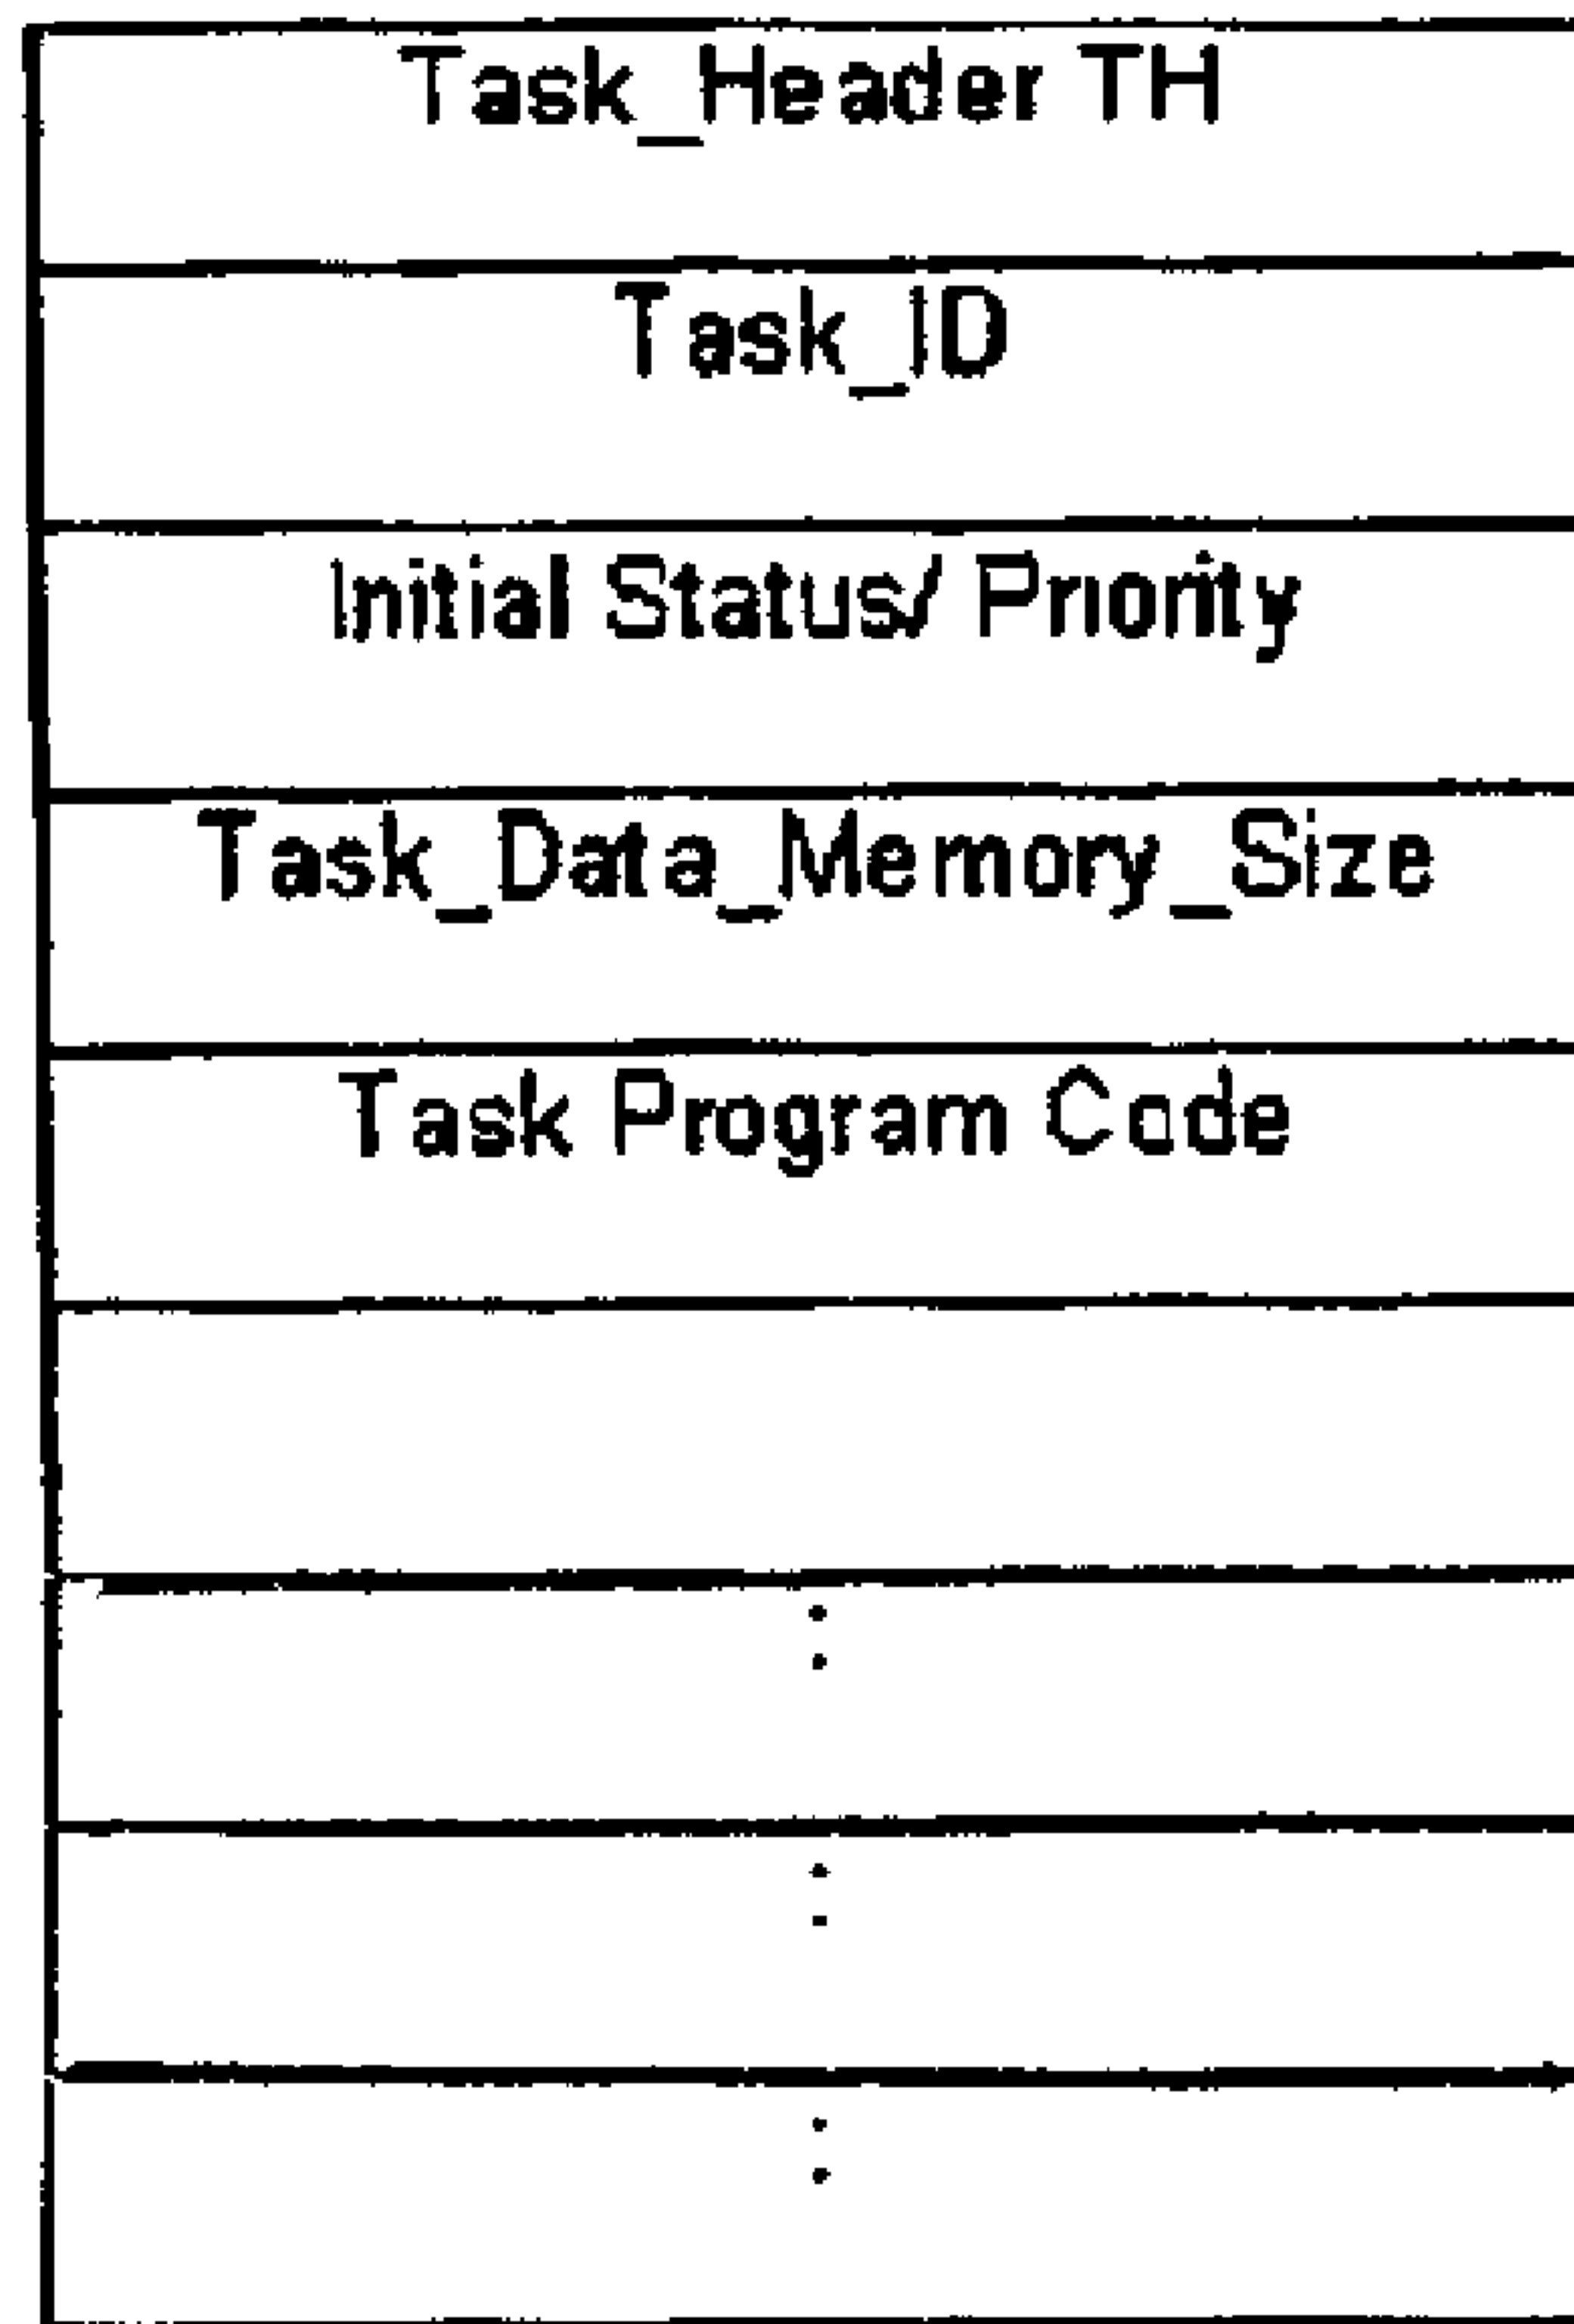 Task_Header TH
Task_ID
Initial Status/ Priority
Task_Data_Memory_Size
Task Program Code
:
:
: